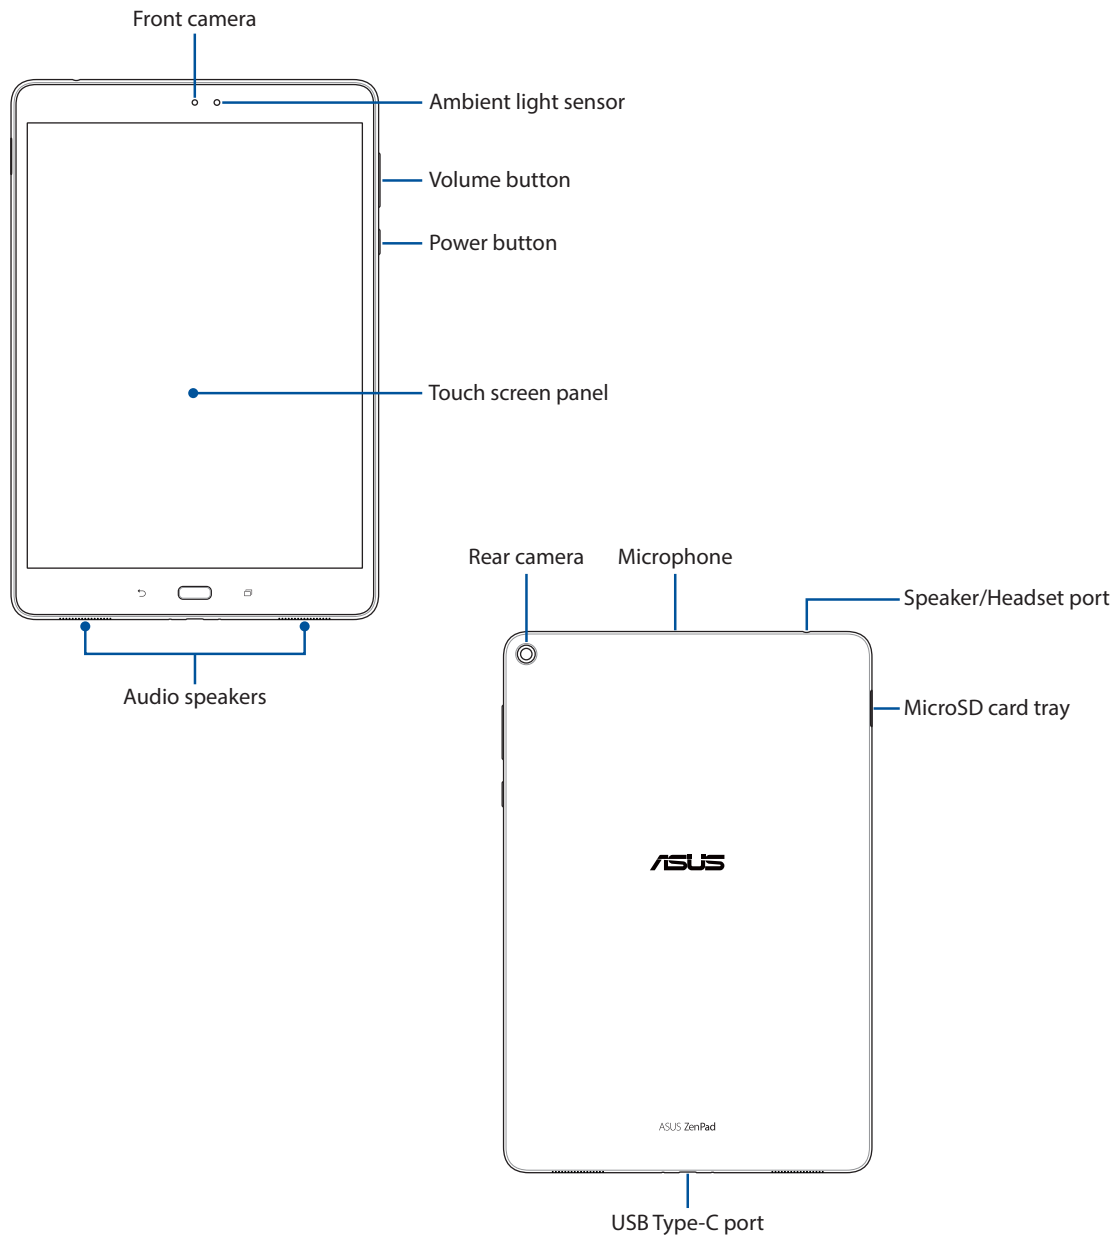 Front camera
Ambient light sensor
Volume button
Power button
Touch screen panel
Audio speakers
Rear camera
Microphone
Speaker/Headset port
MicroSD card tray
ASUS
ASUS ZenPad
USB Type-C port